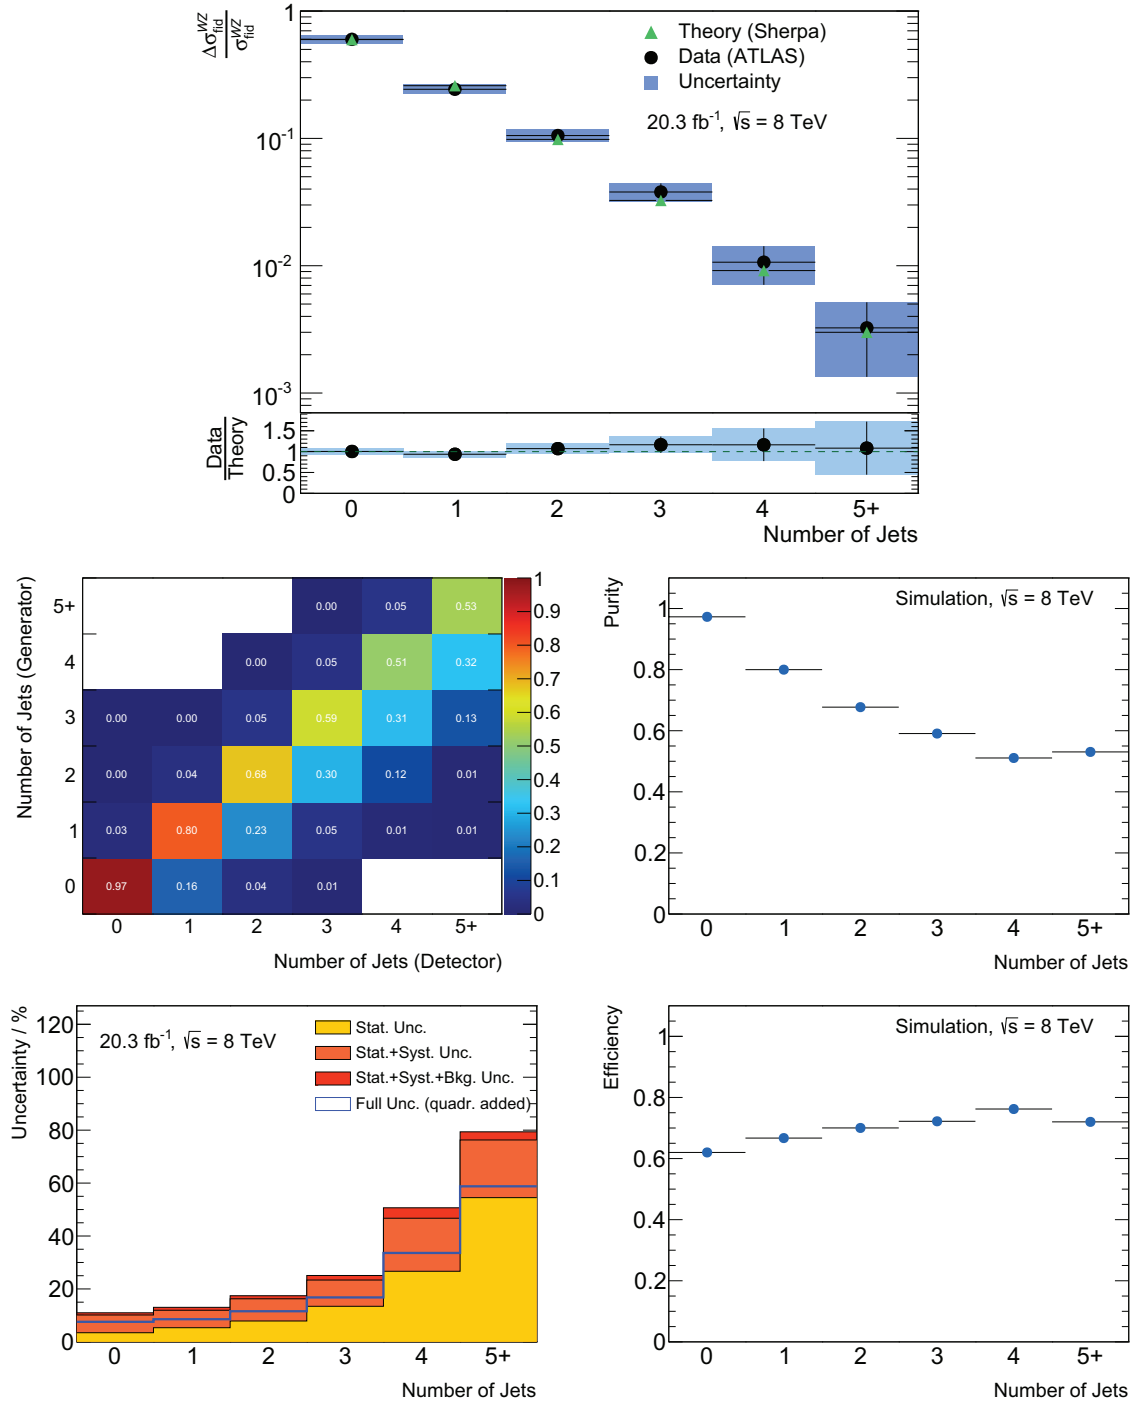 Δσ_fid^WZ / σ_fid^WZ
1
10^-1
10^-2
10^-3
Theory (Sherpa)
Data (ATLAS)
Uncertainty
20.3 fb^-1, √s = 8 TeV
Data / Theory
1.5
1
0.5
0
0 1 2 3 4 5+
Number of Jets
Number of Jets (Generator)
5+ 0.00 0.05 0.53
4 0.00 0.05 0.51 0.32
3 0.00 0.00 0.05 0.59 0.31 0.13
2 0.00 0.04 0.68 0.30 0.12 0.01
1 0.03 0.80 0.23 0.05 0.01 0.01
0 0.97 0.16 0.04 0.01
0 1 2 3 4 5+
Number of Jets (Detector)
1
0.9
0.8
0.7
0.6
0.5
0.4
0.3
0.2
0.1
0
Purity
Simulation, √s = 8 TeV
1
0.8
0.6
0.4
0.2
0
0 1 2 3 4 5+
Number of Jets
Uncertainty / %
120
100
80
60
40
20
0
20.3 fb^-1, √s = 8 TeV
Stat. Unc.
Stat.+Syst. Unc.
Stat.+Syst.+Bkg. Unc.
Full Unc. (quadr. added)
0 1 2 3 4 5+
Number of Jets
Efficiency
Simulation, √s = 8 TeV
1
0.8
0.6
0.4
0.2
0
0 1 2 3 4 5+
Number of Jets